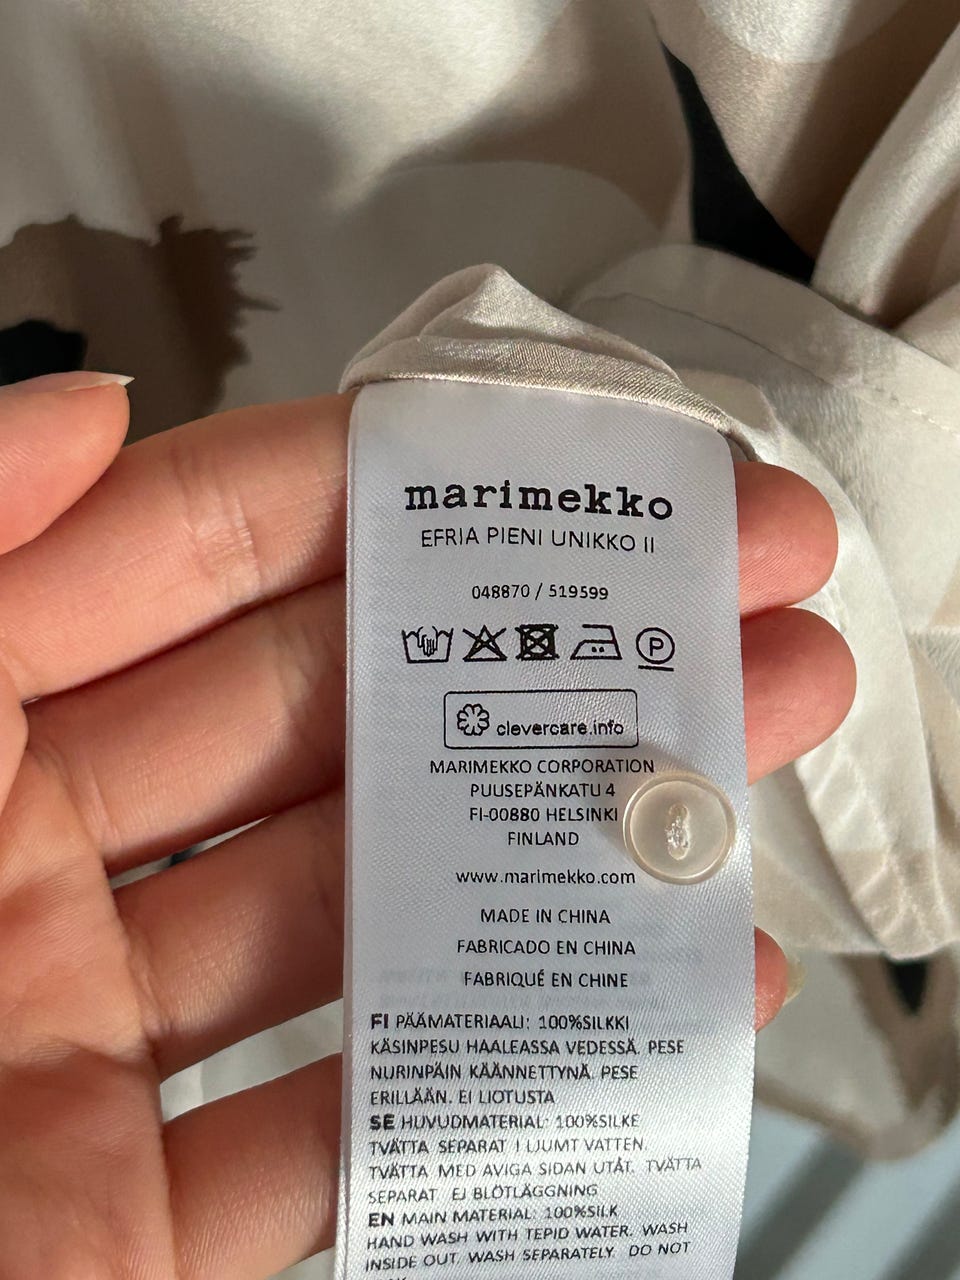 marimekko
EFRIA PIENI UNIKKO II
048870 / 519599
P
clevercare.info
MARIMEKKO CORPORATION
PUUSEPÄNKATU 4
FI-00880 HELSINKI
FINLAND
www.marimekko.com
MADE IN CHINA
FABRICADO EN CHINA
FABRIQUÉ EN CHINE
FI PÄÄMATERIAALI: 100%SILKKI
KÄSINPESU HAALEASSA VEDESSÄ. PESE
NURINPÄIN KÄÄNNETTYNÄ. PESE
ERILLÄÄN. EI LIOTUSTA
SE HUVUDMATERIAL: 100%SILKE
TVÄTTA SEPARAT I LJUMT VATTEN.
TVÄTTA MED AVIGA SIDAN UTÅT. TVÄTTA
SEPARAT EJ BLÖTLÄGGNING
EN MAIN MATERIAL: 100%SILK
HAND WASH WITH TEPID WATER. WASH
INSIDE OUT. WASH SEPARATELY. DO NOT